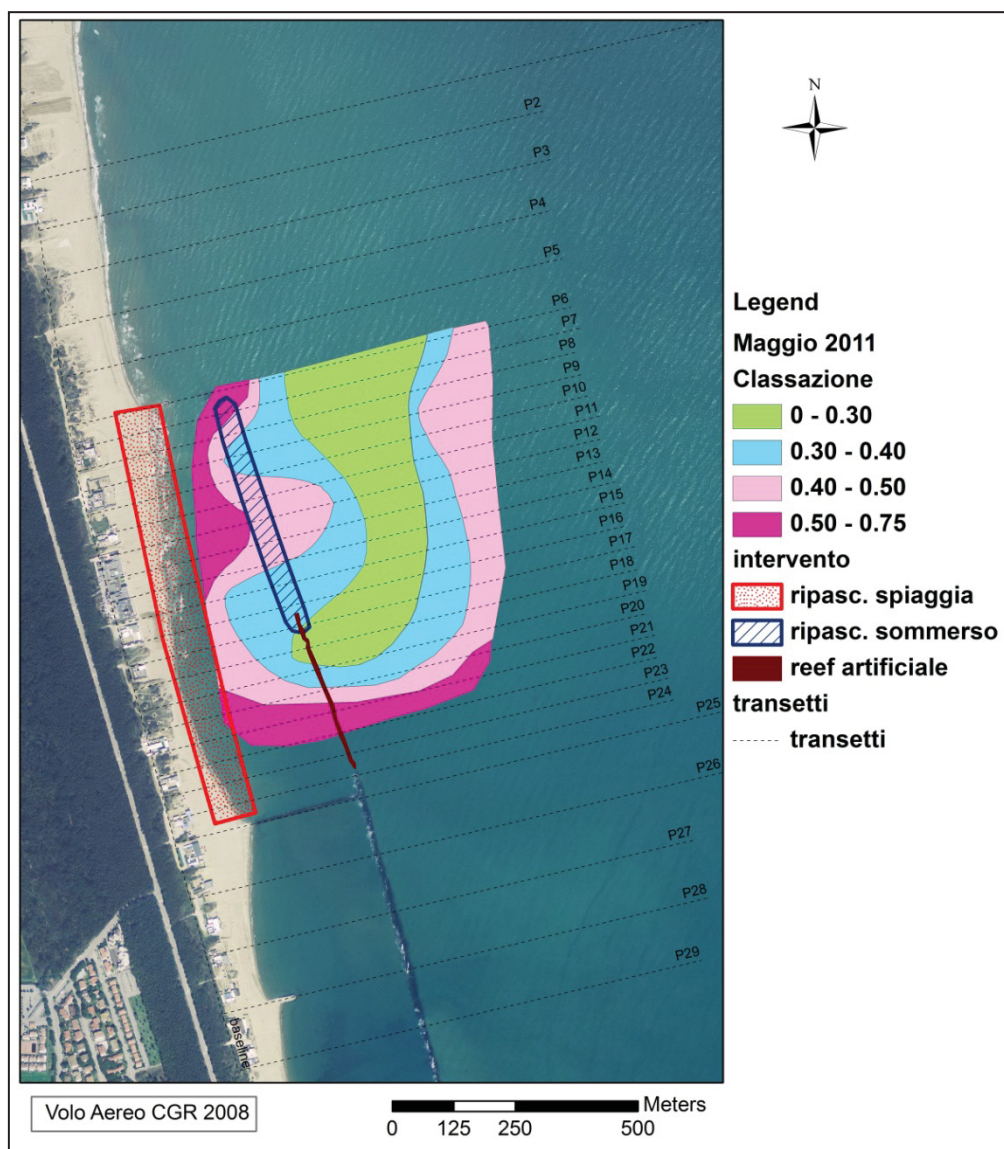 P2
P3
P4
P5
P6
P7
P8
P9
P10
P11
P12
P13
P14
P15
P16
P17
P18
P19
P20
P21
P22
P23
P24
P25
P26
P27
P28
P29
baseline
N
Legend
Maggio 2011
Classazione
0 - 0.30
0.30 - 0.40
0.40 - 0.50
0.50 - 0.75
intervento
ripasc. spiaggia
ripasc. sommerso
reef artificiale
transetti
transetti
Volo Aereo CGR 2008
Meters
0 125 250 500